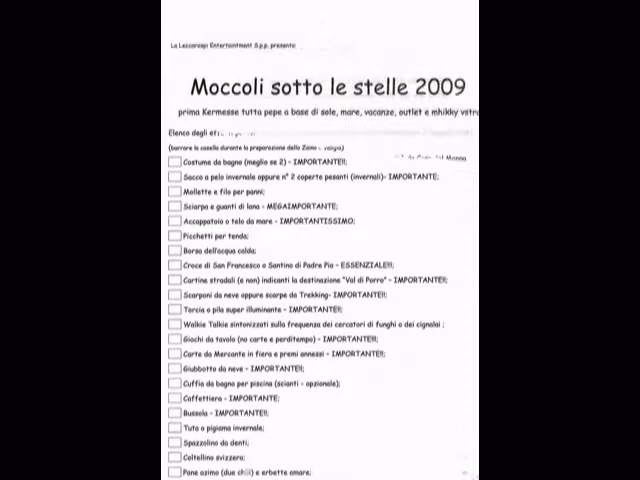 La Leccarsapi Entertaintment S.p.p. presenta:
Moccoli sotto le stelle 2009
prima Kermesse tutta pepe a base di sole, mare, vacanze, outlet e mhikky vstra
Elenco degli
(barrare la casella durante la preparazione dello Zaino
Costume da bagno (meglio se 2) - IMPORTANTE!!!;
Sacco a pelo invernale oppure n° 2 coperte pesanti (invernali)- IMPORTANTE;
Mollette e filo per panni;
Sciarpa e guanti di lana - MEGAIMPORTANTE;
Accappatoio o telo da mare - IMPORTANTISSIMO;
Picchetti per tenda;
Borsa dell'acqua calda;
Croce di San Francesco o Santino di Padre Pio - ESSENZIALE!!!;
Cartine stradali (e non) indicanti la destinazione "Val di Porro" - IMPORTANTE!!;
Scarponi da neve oppure scarpe da Trekking- IMPORTANTE!!!;
Torcia o pila super illuminante - IMPORTANTE!!!;
Walkie Talkie sintonizzati sulla frequenza dei cercatori di funghi o dei cignalai ;
Giochi da tavolo (no carte e perditempo) - IMPORTANTE!!!;
Carte da Mercante in fiera e premi annessi - IMPORTANTE!!!;
Giubbotto da neve - IMPORTANTE!!!;
Cuffia da bagno per piscina (scianti - opzionale);
Caffettiera - IMPORTANTE;
Bussola - IMPORTANTE!!!;
Tuta o pigiama invernale;
Spazzolino da denti;
Coltellino svizzero;
Pane azimo (due chili) e erbette amare;